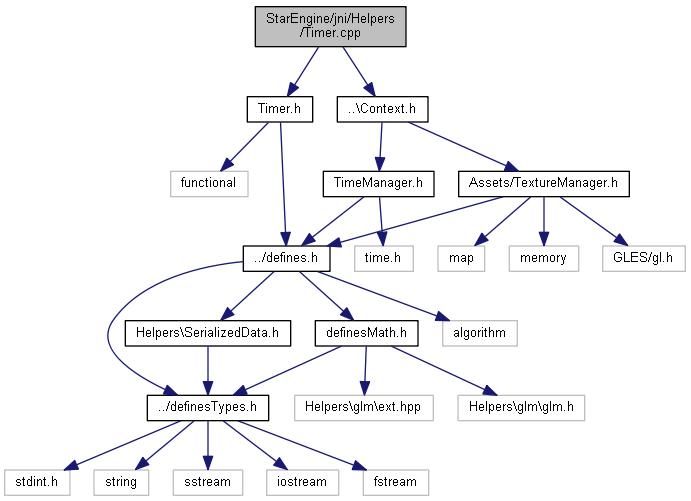 StarEngine/jni/Helpers
/Timer.cpp
Timer.h
..\Context.h
functional
TimeManager.h
Assets/TextureManager.h
../defines.h
time.h
map
memory
GLES/gl.h
Helpers\SerializedData.h
definesMath.h
algorithm
../definesTypes.h
Helpers\glm\ext.hpp
Helpers\glm\glm.h
stdint.h
string
sstream
iostream
fstream